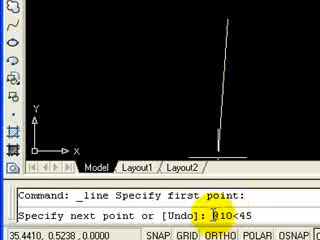 Y
X
Model Layout1 Layout2
Command: _line Specify first point:
Specify next point or [Undo]: @10<45
35.4410, 0.5238, 0.0000 SNAP GRID ORTHO POLAR OSNAP